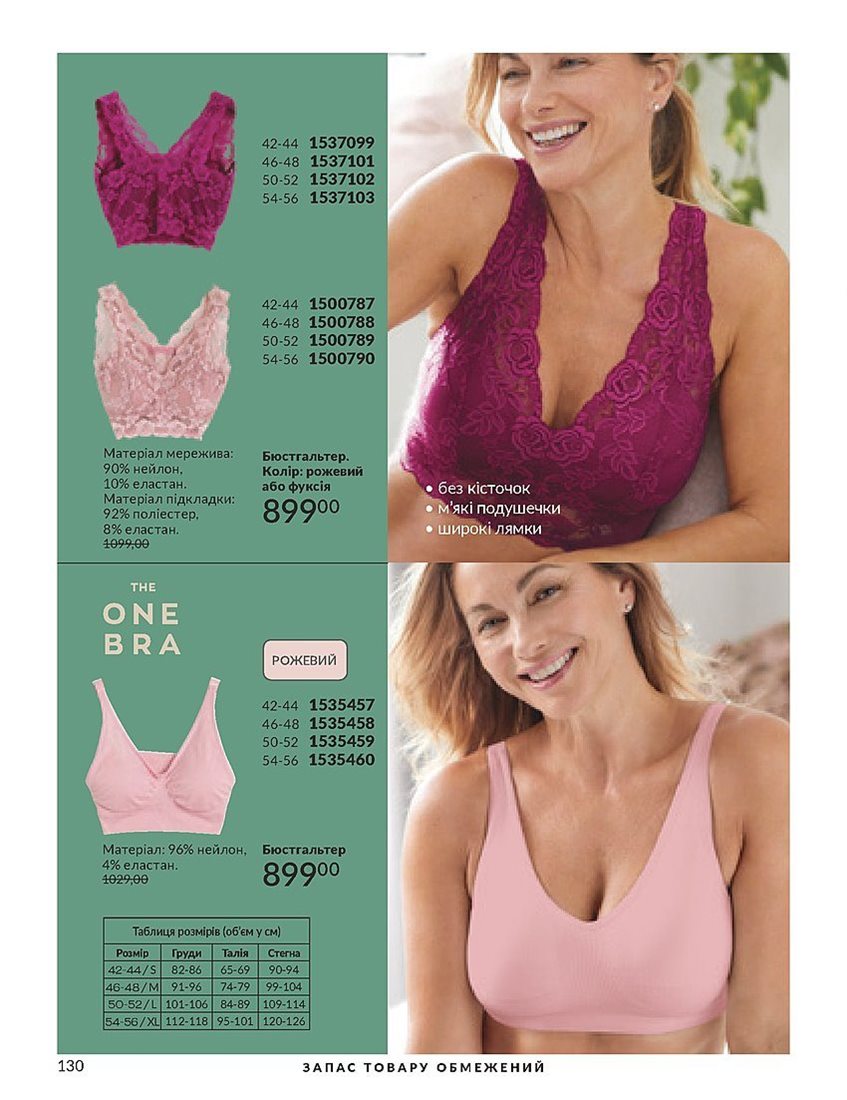 42-44 1537099
46-48 1537101
50-52 1537102
54-56 1537103
42-44 1500787
46-48 1500788
50-52 1500789
54-56 1500790
Матеріал мережива:
90% нейлон,
10% еластан.
Матеріал підкладки:
92% поліестер,
8% еластан.
1099,00
Бюстгальтер.
Колір: рожевий
або фуксія
89900
• без кісточок
• м'які подушечки
• широкі лямки
THE
ONE
BRA
РОЖЕВИЙ
42-44 1535457
46-48 1535458
50-52 1535459
54-56 1535460
Матеріал: 96% нейлон,
4% еластан.
1029,00
Бюстгальтер
89900
Таблиця розмірів (об'єм у см)
Розмір Груди Талія Стегна
42-44/S 82-86 65-69 90-94
46-48/M 91-96 74-79 99-104
50-52/L 101-106 84-89 109-114
54-56/XL 112-118 95-101 120-126
130
ЗАПАС ТОВАРУ ОБМЕЖЕНИЙ